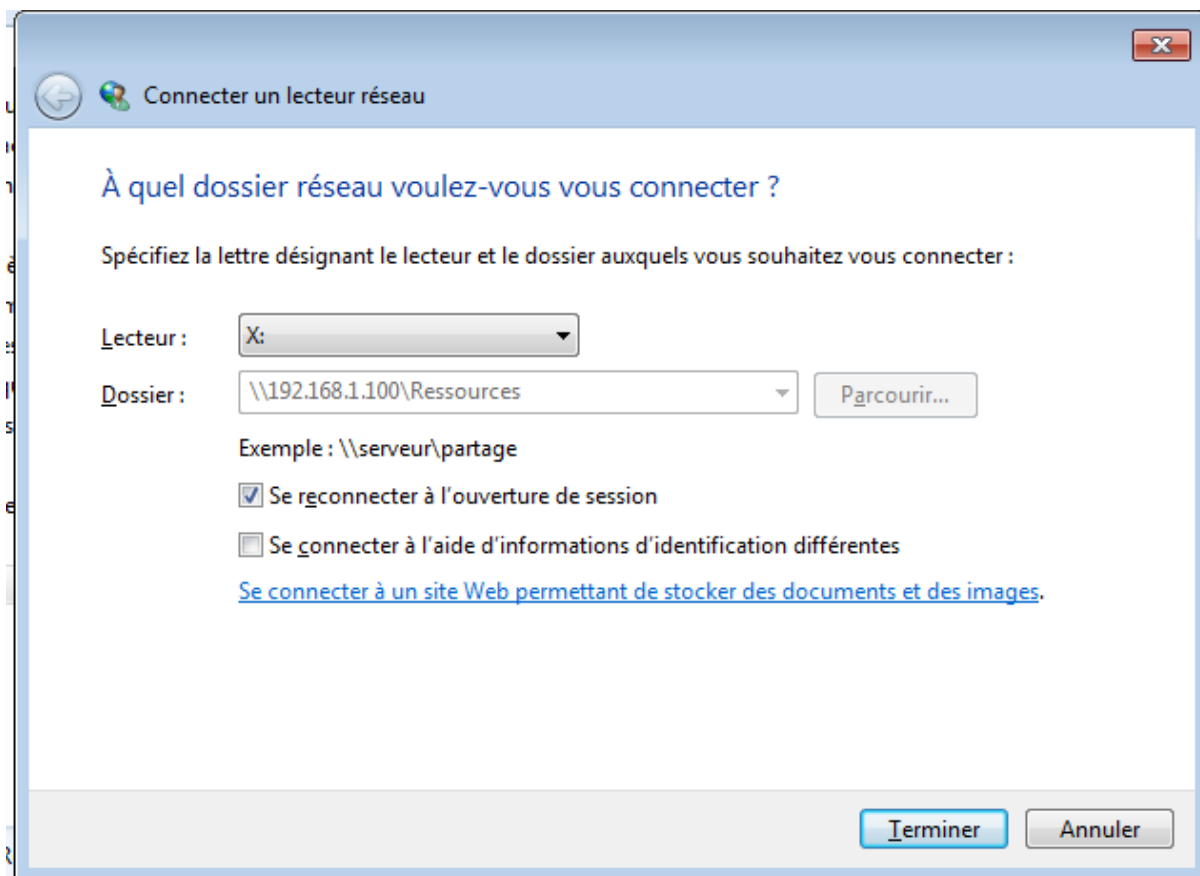 Connecter un lecteur réseau
À quel dossier réseau voulez-vous vous connecter ?
Spécifiez la lettre désignant le lecteur et le dossier auxquels vous souhaitez vous connecter :
Lecteur : X:
Dossier : \\192.168.1.100\Ressources Parcourir...
Exemple : \\serveur\partage
Se reconnecter à l'ouverture de session
Se connecter à l'aide d'informations d'identification différentes
Se connecter à un site Web permettant de stocker des documents et des images.
Terminer Annuler